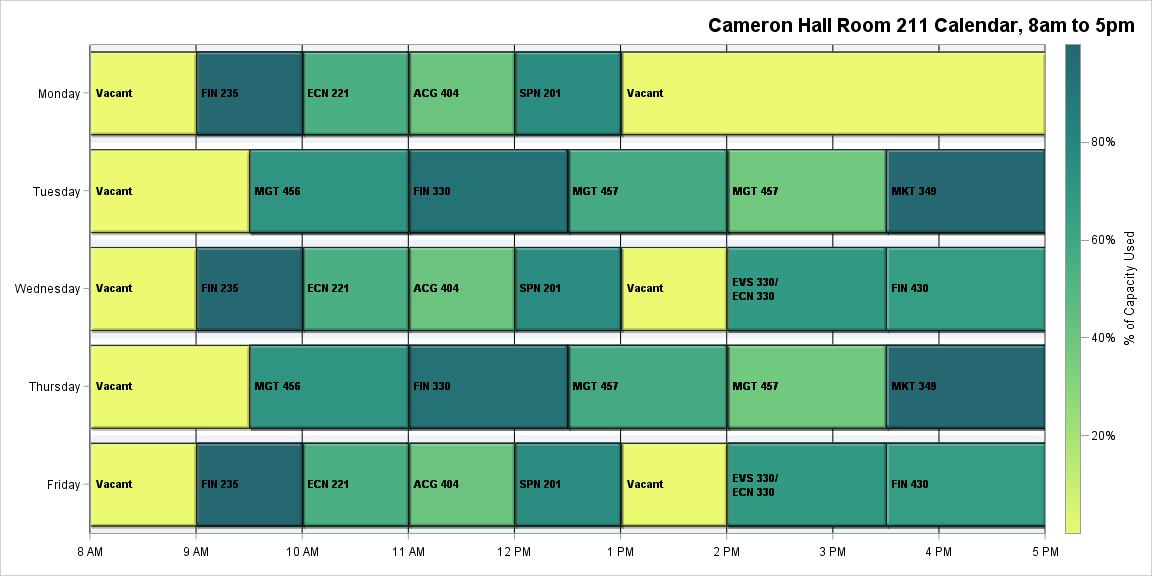 Cameron Hall Room 211 Calendar, 8am to 5pm
Monday
Vacant
FIN 235
ECN 221
ACG 404
SPN 201
Vacant
Tuesday
Vacant
MGT 456
FIN 330
MGT 457
MGT 457
MKT 349
Wednesday
Vacant
FIN 235
ECN 221
ACG 404
SPN 201
Vacant
EVS 330/
ECN 330
FIN 430
Thursday
Vacant
MGT 456
FIN 330
MGT 457
MGT 457
MKT 349
Friday
Vacant
FIN 235
ECN 221
ACG 404
SPN 201
Vacant
EVS 330/
ECN 330
FIN 430
8 AM
9 AM
10 AM
11 AM
12 PM
1 PM
2 PM
3 PM
4 PM
5 PM
80%
60%
40%
20%
% of Capacity Used